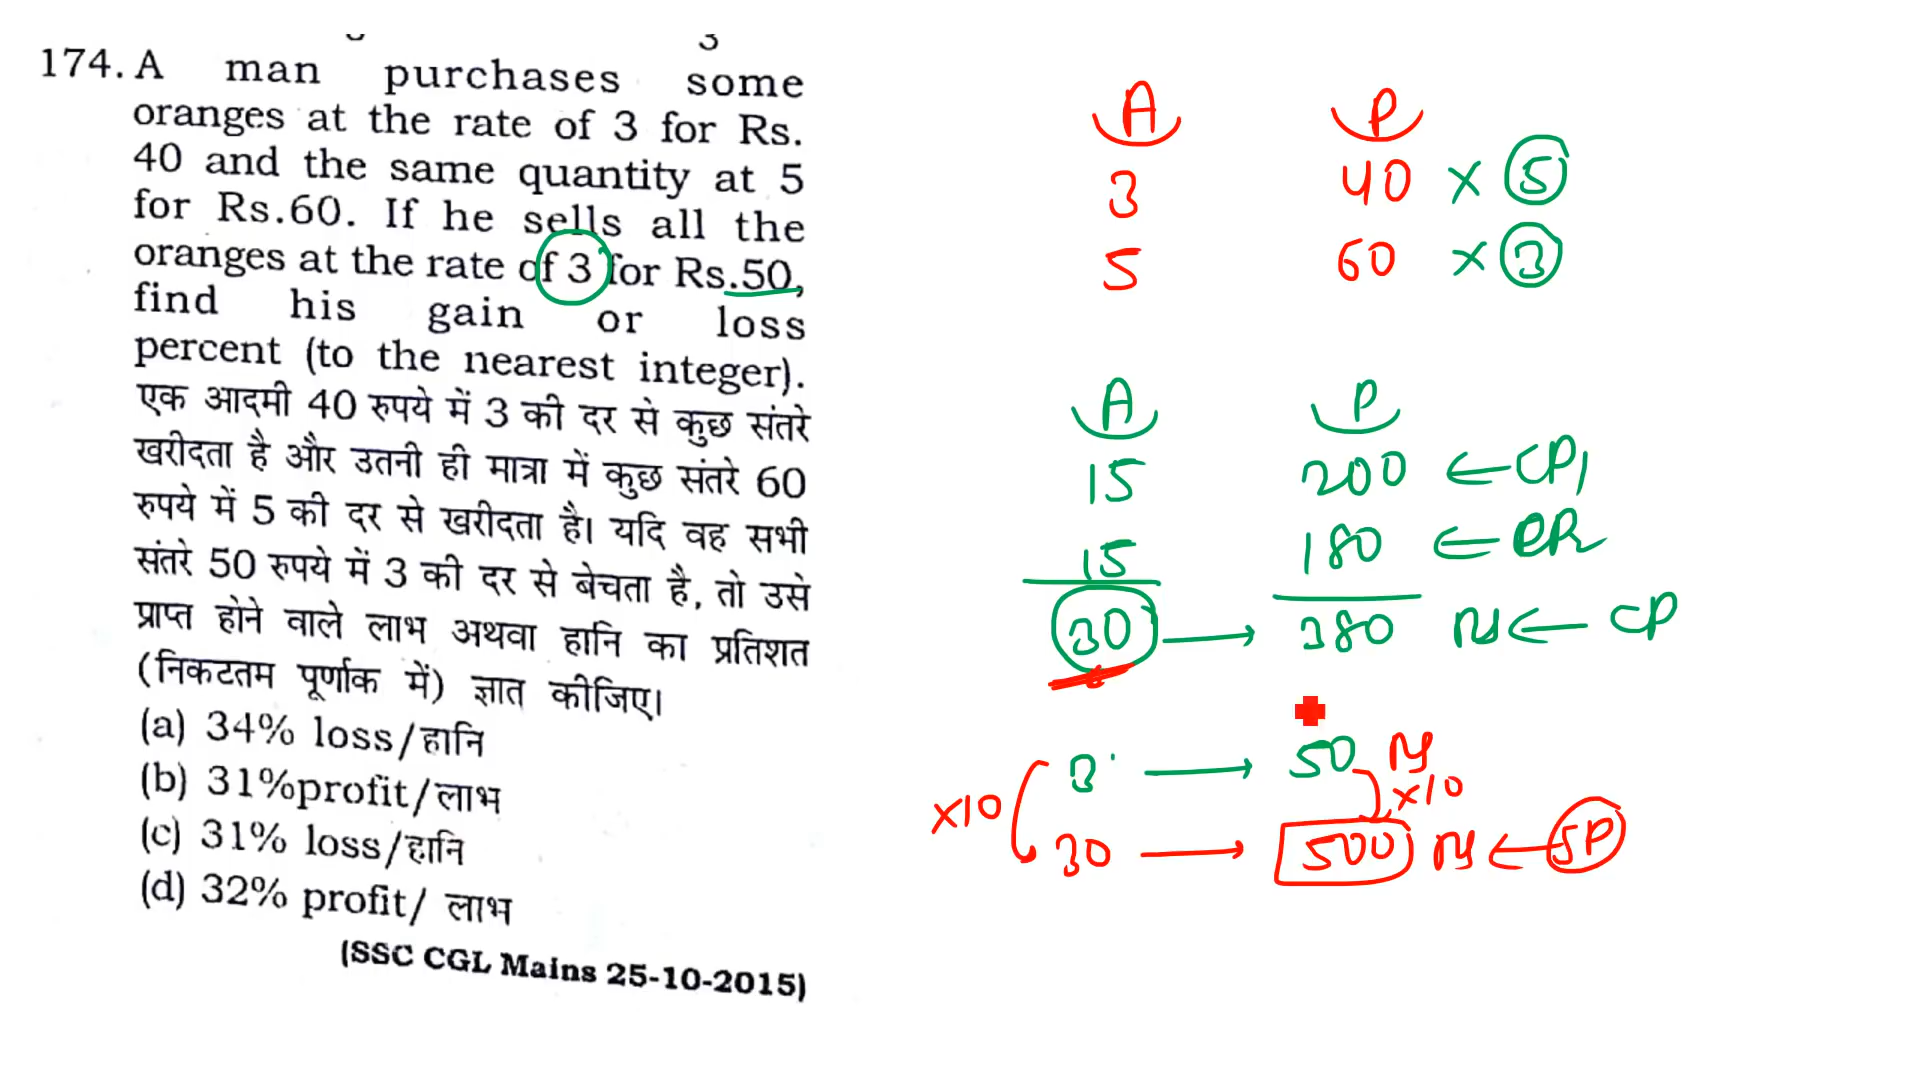 174. A man purchases some
oranges at the rate of 3 for Rs.
40 and the same quantity at 5
for Rs.60. If he sells all the
oranges at the rate of 3 for Rs.50,
find his gain or loss
percent (to the nearest integer).
एक आदमी 40 रुपये में 3 की दर से कुछ संतरे
खरीदता है और उतनी ही मात्रा में कुछ संतरे 60
रुपये में 5 की दर से खरीदता है। यदि वह सभी
संतरे 50 रुपये में 3 की दर से बेचता है, तो उसे
प्राप्त होने वाले लाभ अथवा हानि का प्रतिशत
(निकटतम पूर्णाक में) ज्ञात कीजिए।
(a) 34% loss/हानि
(b) 31%profit/लाभ
(c) 31% loss/हानि
(d) 32% profit/ लाभ
(SSC CGL Mains 25-10-2015)
A P
3 40 × 5
5 60 × 3
A P
15 200 ← CP1
15 180 ←
30 → 380 Rs ← CP
3 → 50 Rs
×10 ×10
30 → 500 Rs ← SP